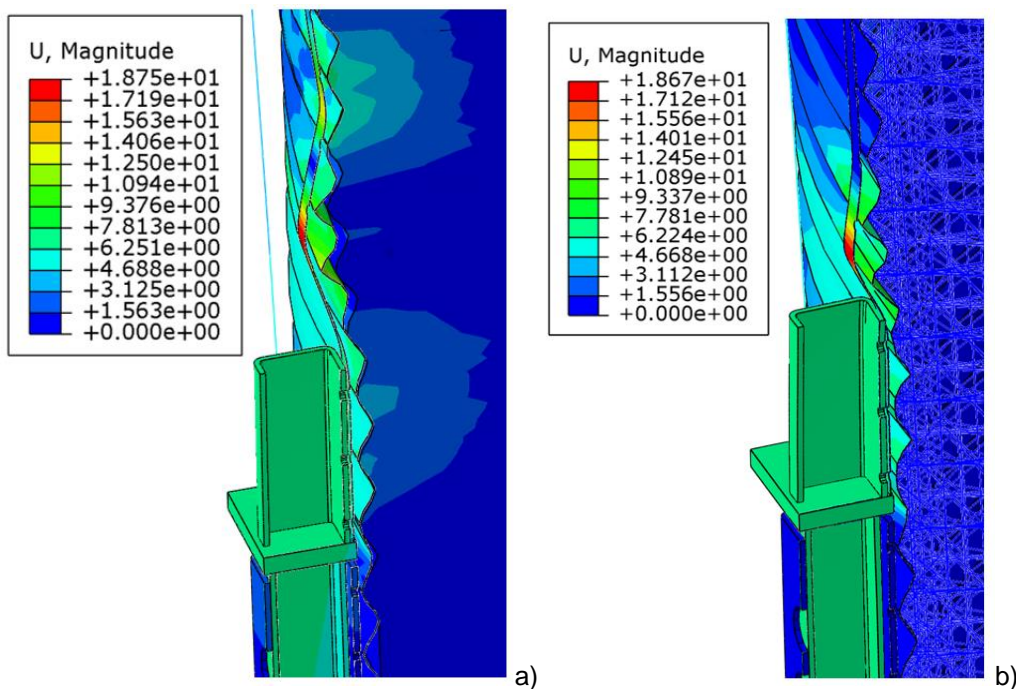 U, Magnitude
+1.875e+01
+1.719e+01
+1.563e+01
+1.406e+01
+1.250e+01
+1.094e+01
+9.376e+00
+7.813e+00
+6.251e+00
+4.688e+00
+3.125e+00
+1.563e+00
+0.000e+00
a)
U, Magnitude
+1.867e+01
+1.712e+01
+1.556e+01
+1.401e+01
+1.245e+01
+1.089e+01
+9.337e+00
+7.781e+00
+6.224e+00
+4.668e+00
+3.112e+00
+1.556e+00
+0.000e+00
b)